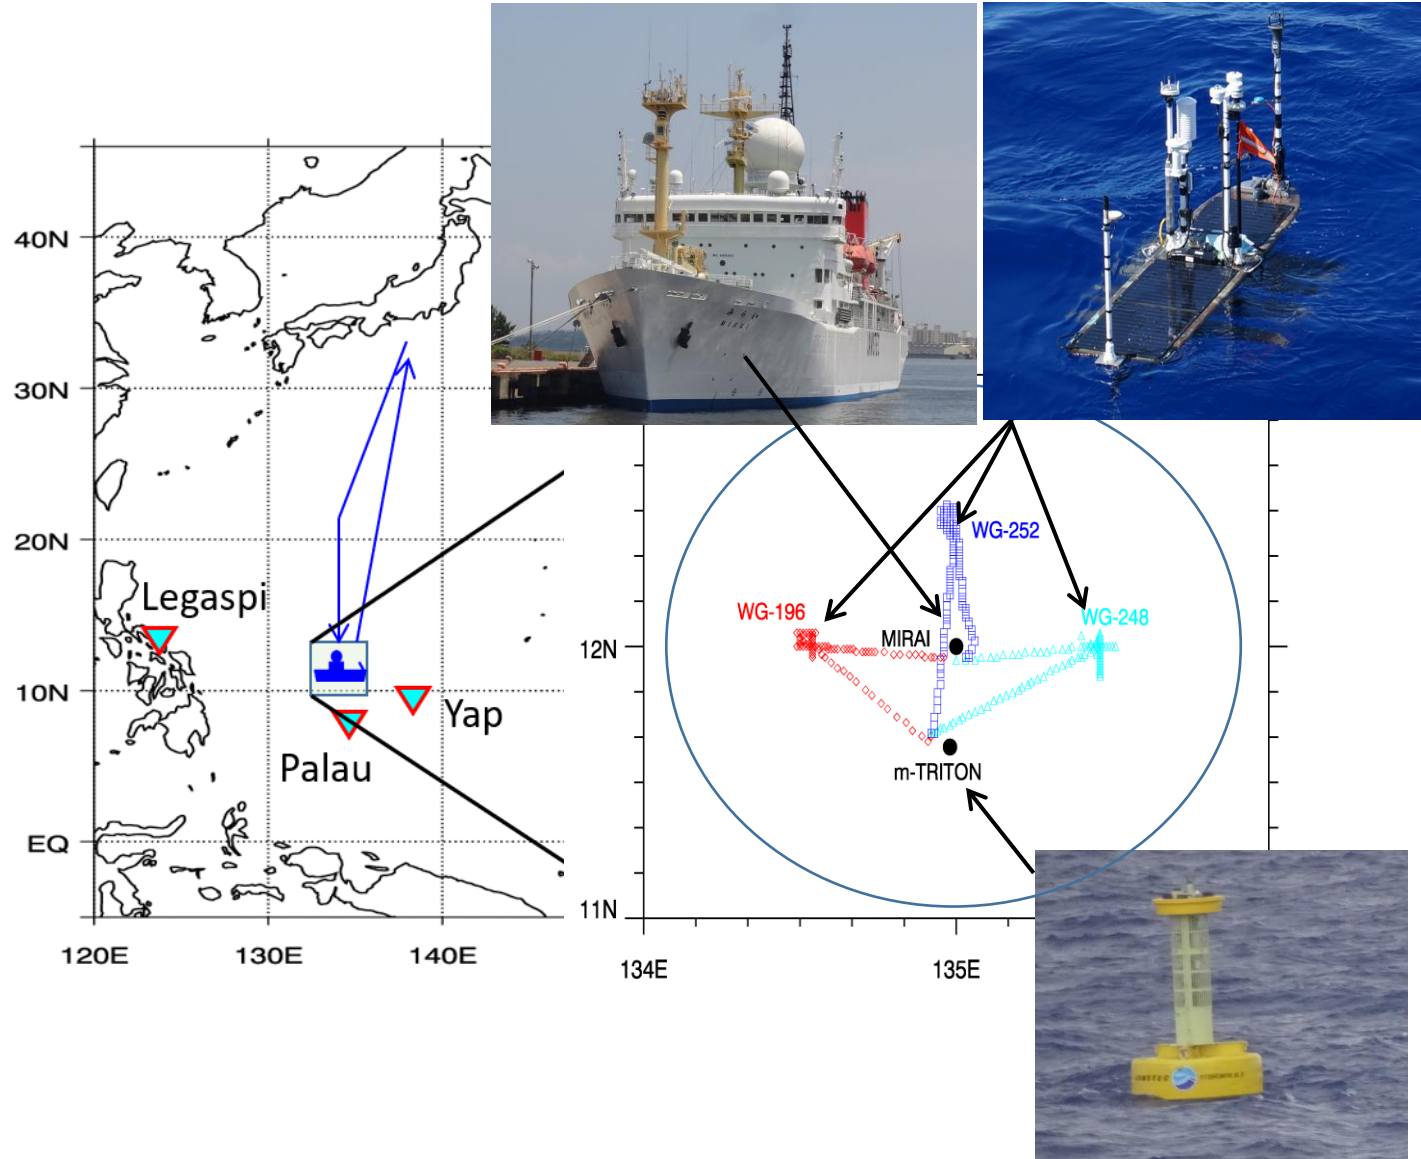 40N
30N
20N
10N
EQ
120E
130E
140E
Legaspi
Yap
Palau
MIRAI
WG-252
WG-196
MIRAI
WG-248
12N
m-TRITON
11N
134E
135E